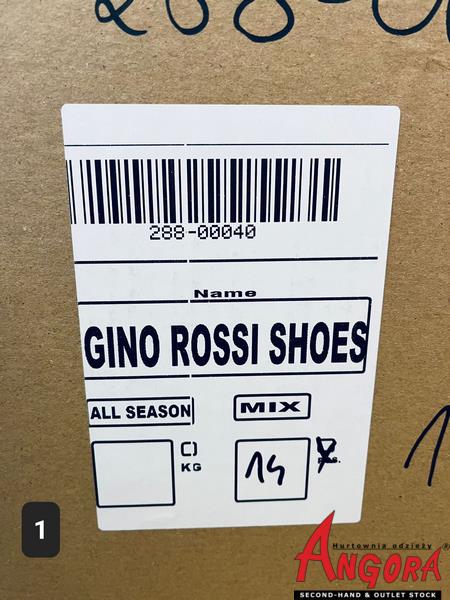 288-00040
Name
GINO ROSSI SHOES
ALL SEASON
MIX
KG
14
1
Hurtownia odzieży
ANGORA®
SECOND-HAND & OUTLET STOCK